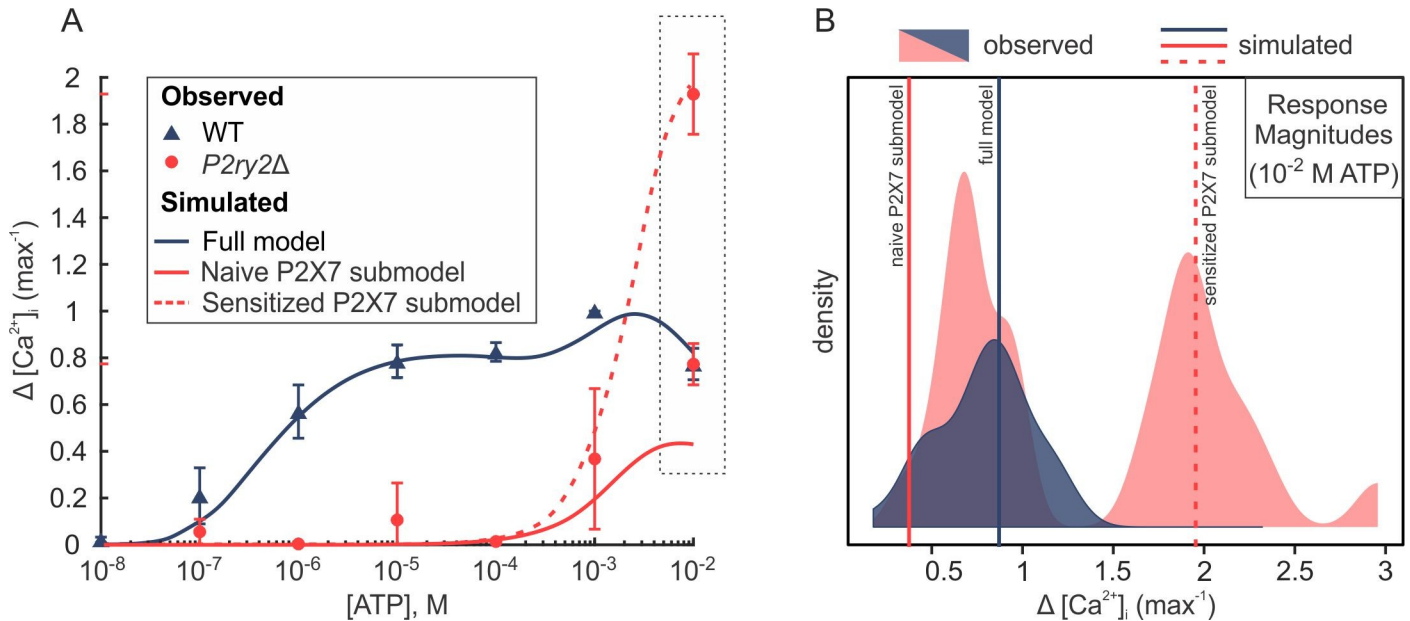 A
Δ [Ca²⁺]ᵢ (max⁻¹)
2
1.8
1.6
1.4
1.2
1
0.8
0.6
0.4
0.2
0
Observed
WT
P2ry2Δ
Simulated
Full model
Naive P2X7 submodel
Sensitized P2X7 submodel
10⁻⁸
10⁻⁷
10⁻⁶
10⁻⁵
10⁻⁴
10⁻³
10⁻²
[ATP], M
B
observed
simulated
density
naive P2X7 submodel
full model
sensitized P2X7 submodel
Response
Magnitudes
(10⁻² M ATP)
0.5
1
1.5
2
2.5
3
Δ [Ca²⁺]ᵢ (max⁻¹)